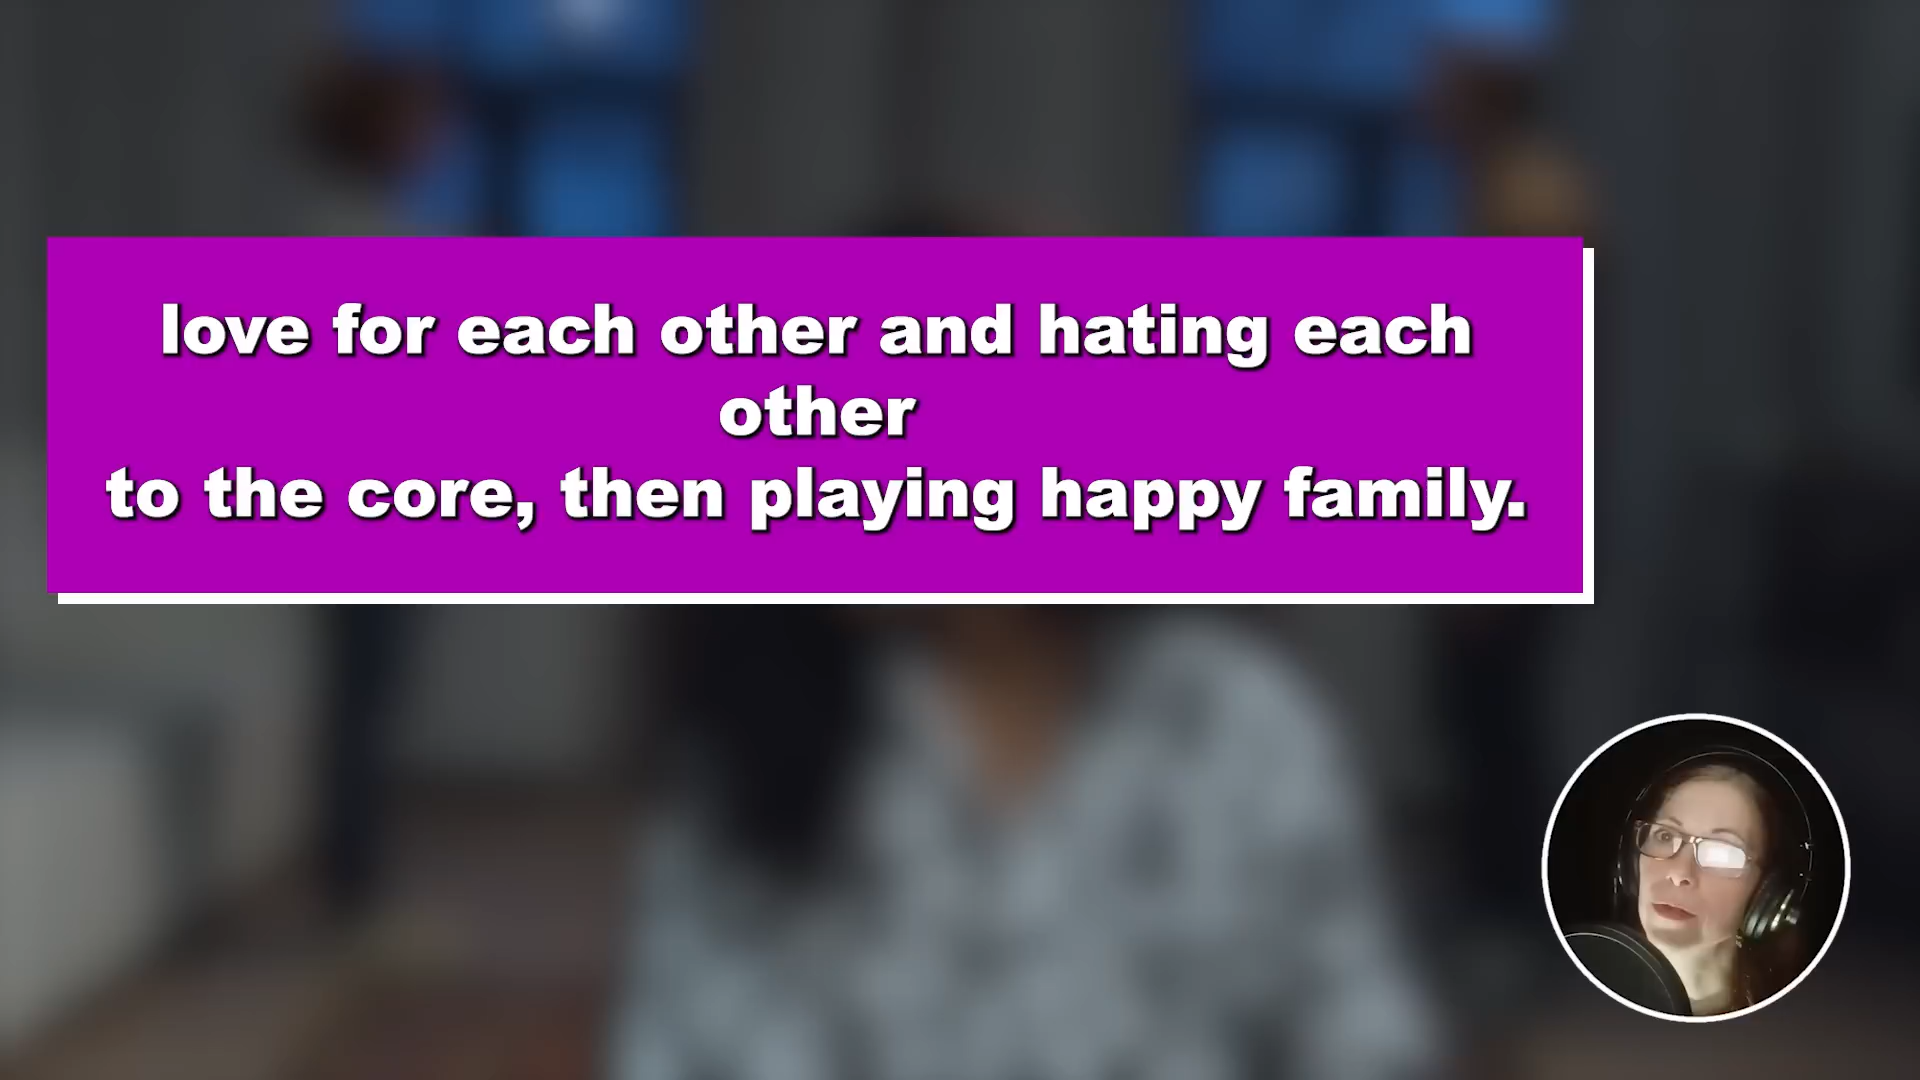 love for each other and hating each
other
to the core, then playing happy family.